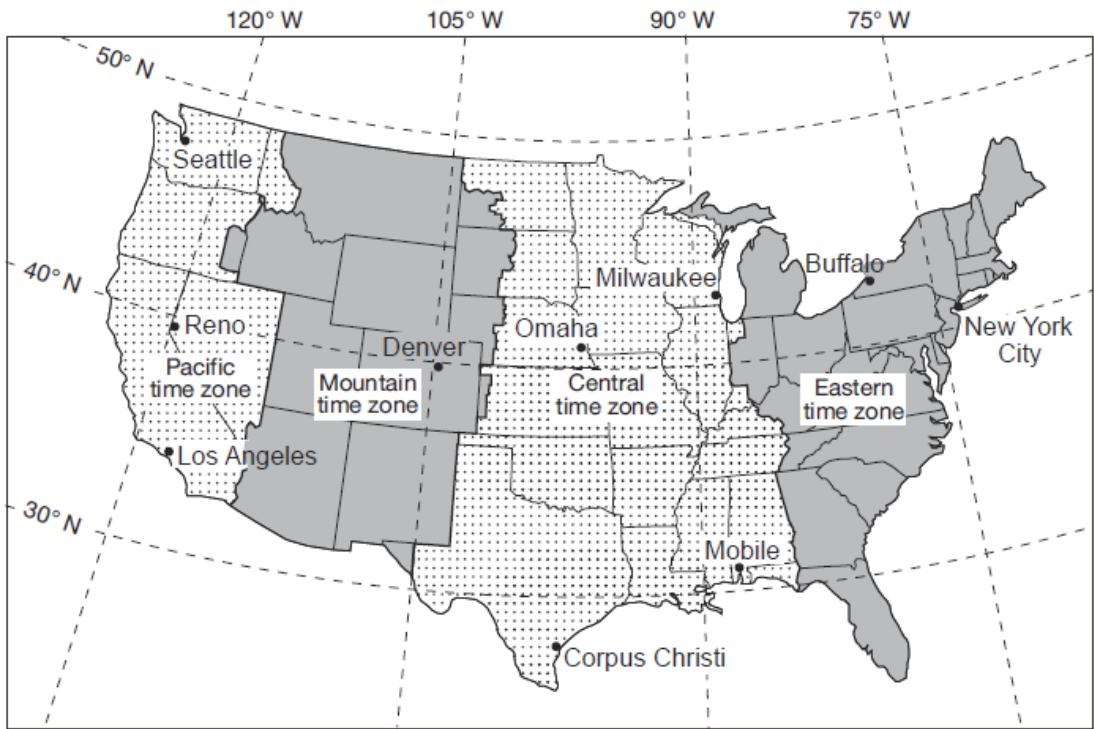 120° W
105° W
90° W
75° W
50° N
Seattle
40° N
Milwaukee
Buffalo
Reno
Omaha
New York
City
Denver
Pacific
time zone
Mountain
time zone
Central
time zone
Eastern
time zone
Los Angeles
30° N
Mobile
Corpus Christi